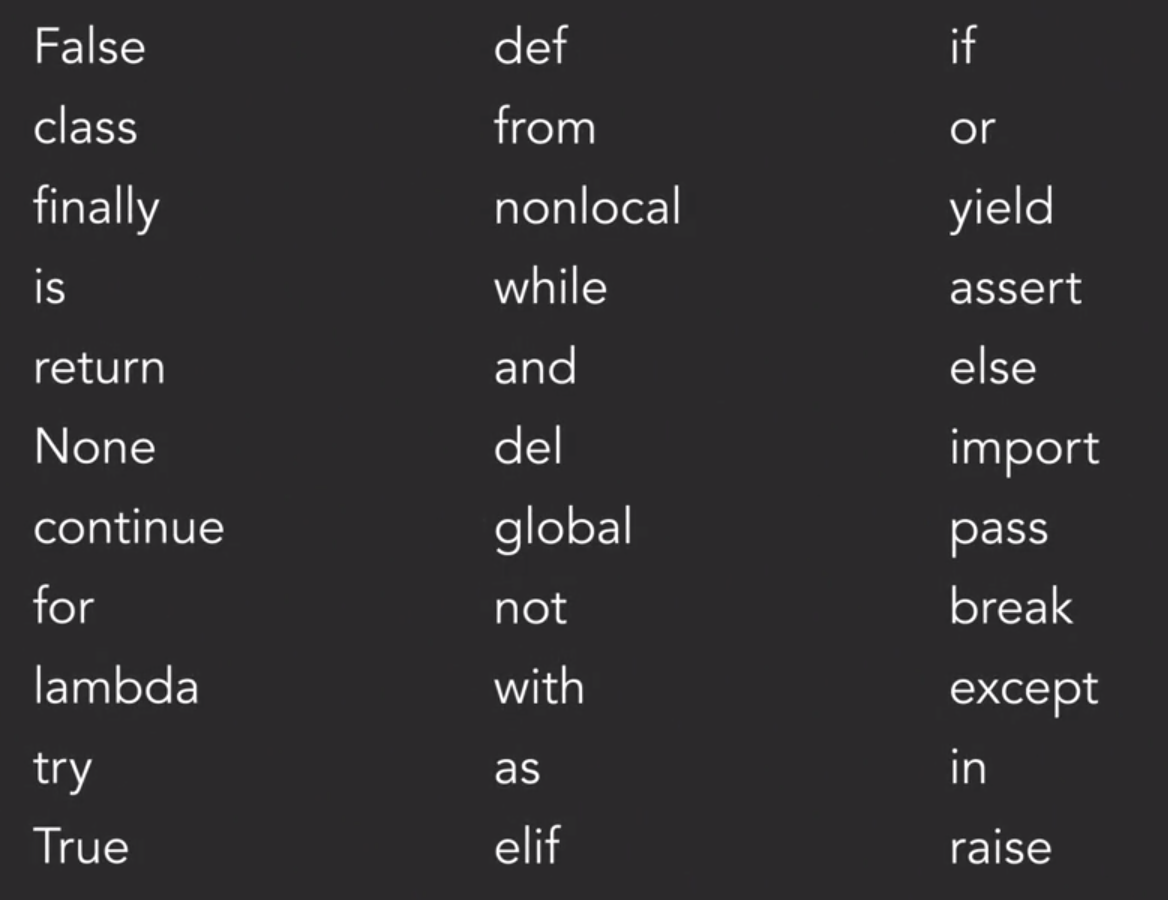 False def if
class from or
finally nonlocal yield
is while assert
return and else
None del import
continue global pass
for not break
lambda with except
try as in
True elif raise